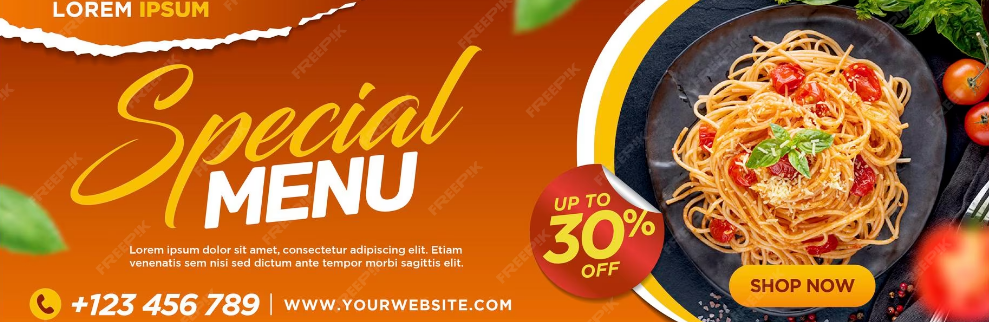 LOREM IPSUM
Special
MENU
Lorem ipsum dolor sit amet, consectetur adipiscing elit. Etiam
venenatis sem nisi sed dictum ante tempor morbi sagittis elit.
+123 456 789 | WWW.YOURWEBSITE.COM
UP TO
30%
OFF
SHOP NOW
FREEPIK